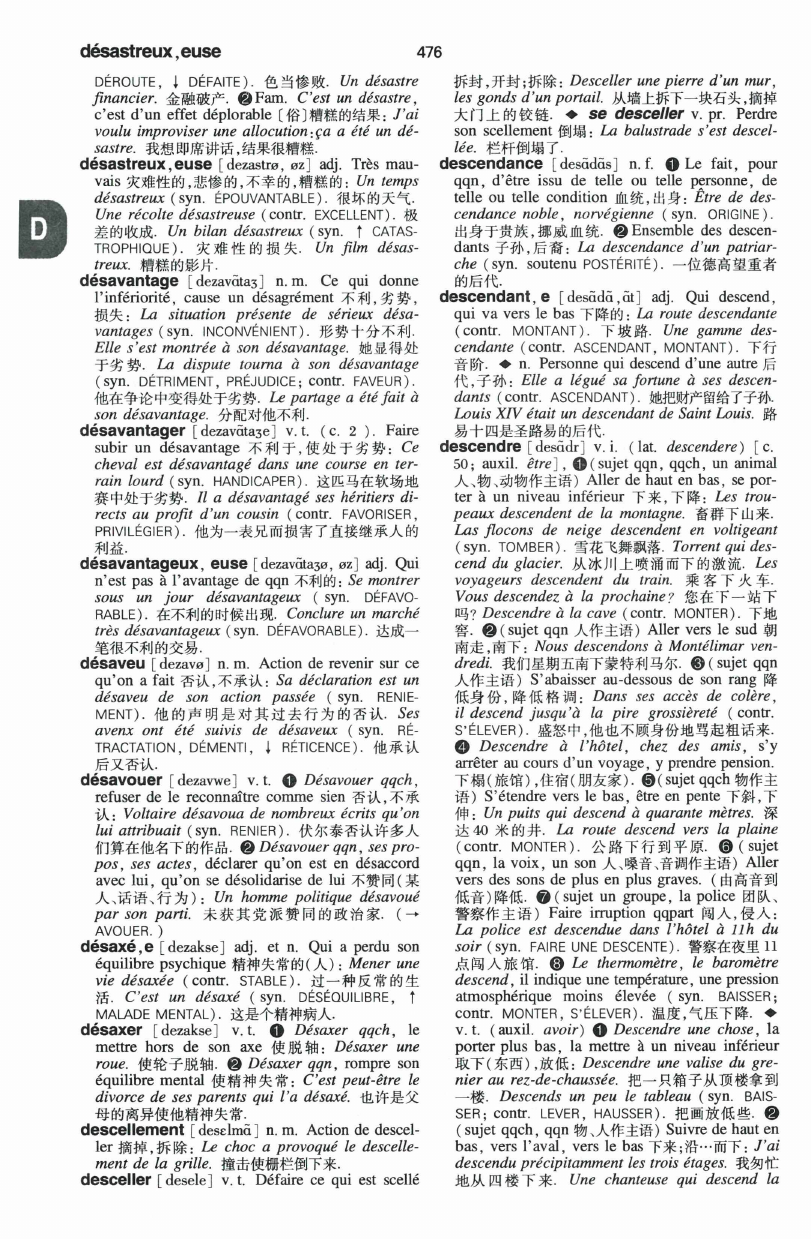 désastreux,euse
476
DÉROUTE, ↓ DÉFAITE). 色当惨败. Un désastre
financier. 金融破产. ❷Fam. C'est un désastre,
c'est d'un effet déplorable [俗]糟糕的结果: J'ai
voulu improviser une allocution:ça a été un dé-
sastre. 我想即席讲话,结果很糟糕.
désastreux,euse [dezastrø, øz] adj. Très mau-
vais 灾难性的,悲惨的,不幸的,糟糕的: Un temps
désastreux (syn. ÉPOUVANTABLE). 很坏的天气.
Une récolte désastreuse (contr. EXCELLENT). 极
差的收成. Un bilan désastreux (syn. ↑ CATAS-
TROPHIQUE). 灾难性的损失. Un film désas-
treux. 糟糕的影片.
désavantage [dezavɑ̃taʒ] n.m. Ce qui donne
l'infériorité, cause un désagrément 不利,劣势,
损失: La situation présente de sérieux désa-
vantages (syn. INCONVÉNIENT). 形势十分不利.
Elle s'est montrée à son désavantage. 她显得处
于劣势. La dispute tourna à son désavantage
(syn. DÉTRIMENT, PRÉJUDICE; contr. FAVEUR).
他在争论中变得处于劣势. Le partage a été fait à
son désavantage. 分配对他不利.
désavantager [dezavɑ̃taʒe] v.t. (c. 2 ). Faire
subir un désavantage 不利于,使处于劣势: Ce
cheval est désavantagé dans une course en ter-
rain lourd (syn. HANDICAPER). 这匹马在软场地
赛中处于劣势. Il a désavantagé ses héritiers di-
rects au profit d'un cousin (contr. FAVORISER,
PRIVILÉGIER). 他为一表兄而损害了直接继承人的
利益.
désavantageux, euse [dezavɑ̃taʒø, øz] adj. Qui
n'est pas à l'avantage de qqn 不利的: Se montrer
sous un jour désavantageux ( syn. DÉFAVO-
RABLE). 在不利的时候出现. Conclure un marché
très désavantageux (syn. DÉFAVORABLE). 达成一
笔很不利的交易.
désaveu [dezavø] n. m. Action de revenir sur ce
qu'on a fait 否认,不承认: Sa déclaration est un
désaveu de son action passée ( syn. RENIE-
MENT). 他的声明是对其过去行为的否认. Ses
avenx ont été suivis de désaveux (syn. RÉ-
TRACTATION, DÉMENTI, ↓ RÉTICENCE). 他承认
后又否认.
désavouer [dezavwe] v.t. ❶ Désavouer qqch,
refuser de le reconnaître comme sien 否认,不承
认: Voltaire désavoua de nombreux écrits qu'on
lui attribuait (syn. RENIER). 伏尔泰否认许多人
们算在他名下的作品. ❷ Désavouer qqn, ses pro-
pos, ses actes, déclarer qu'on est en désaccord
avec lui, qu'on se désolidarise de lui 不赞同(某
人、话语、行为): Un homme politique désavoué
par son parti. 未获其党派赞同的政治家. (→
AVOUER.)
désaxé,e [dezakse] adj. et n. Qui a perdu son
équilibre psychique 精神失常的(人): Mener une
vie désaxée (contr. STABLE). 过一种反常的生
活. C'est un désaxé ( syn. DÉSÉQUILIBRE, ↑
MALADE MENTAL). 这是个精神病人.
désaxer [dezakse] v.t. ❶ Désaxer qqch, le
mettre hors de son axe 使脱轴: Désaxer une
roue. 使轮子脱轴. ❷ Désaxer qqn, rompre son
équilibre mental 使精神失常: C'est peut-être le
divorce de ses parents qui l'a désaxé. 也许是父
母的离异使他精神失常.
descellement [desɛlmɑ̃] n.m. Action de descel-
ler 摘掉,拆除: Le choc a provoqué le descelle-
ment de la grille. 撞击使栅栏倒下来.
desceller [desele] v.t. Défaire ce qui est scellé
D
拆封,开封;拆除: Desceller une pierre d'un mur,
les gonds d'un portail. 从墙上拆下一块石头,摘掉
大门上的铰链. ◆ se desceller v. pr. Perdre
son scellement 倒塌: La balustrade s'est descel-
lée. 栏杆倒塌了.
descendance [desɑ̃dɑ̃s] n.f. ❶ Le fait, pour
qqn, d'être issu de telle ou telle personne, de
telle ou telle condition 血统,出身: Être de des-
cendance noble, norvégienne (syn. ORIGINE).
出身于贵族,挪威血统. ❷Ensemble des descen-
dants 子孙,后裔: La descendance d'un patriar-
che (syn. soutenu POSTÉRITÉ). 一位德高望重者
的后代.
descendant, e [desɑ̃dɑ̃,ɑ̃t] adj. Qui descend,
qui va vers le bas 下降的: La route descendante
(contr. MONTANT). 下坡路. Une gamme des-
cendante (contr. ASCENDANT, MONTANT). 下行
音阶. ◆ n. Personne qui descend d'une autre 后
代,子孙: Elle a légué sa fortune à ses descen-
dants (contr. ASCENDANT). 她把财产留给了子孙.
Louis XIV était un descendant de Saint Louis. 路
易十四是圣路易的后代.
descendre [desɑ̃dr] v.i. (lat. descendere) [c.
50; auxil. être], ❶(sujet qqn, qqch, un animal
人、物、动物作主语) Aller de haut en bas, se por-
ter à un niveau inférieur 下来,下降: Les trou-
peaux descendent de la montagne. 畜群下山来.
Las flocons de neige descendent en voltigeant
(syn. TOMBER). 雪花飞舞飘落. Torrent qui des-
cend du glacier. 从冰川上喷涌而下的激流. Les
voyageurs descendent du train. 乘客下火车.
Vous descendez à la prochaine? 您在下一站下
吗? Descendre à la cave (contr. MONTER). 下地
窖. ❷(sujet qqn 人作主语) Aller vers le sud 朝
南走,南下: Nous descendons à Montélimar ven-
dredi. 我们星期五南下蒙特利马尔. ❸(sujet qqn
人作主语) S'abaisser au-dessous de son rang 降
低身份,降低格调: Dans ses accès de colère,
il descend jusqu'à la pire grossièreté (contr.
S'ÉLEVER). 盛怒中,他也不顾身份地骂起粗话来.
❹ Descendre à l'hôtel, chez des amis, s'y
arrêter au cours d'un voyage, y prendre pension.
下榻(旅馆),住宿(朋友家). ❺(sujet qqch 物作主
语) S'étendre vers le bas, être en pente 下斜,下
伸: Un puits qui descend à quarante mètres. 深
达 40 米的井. La route descend vers la plaine
(contr. MONTER). 公路下行到平原. ❻ (sujet
qqn, la voix, un son 人、嗓音、音调作主语) Aller
vers des sons de plus en plus graves. (由高音到
低音)降低. ❼(sujet un groupe, la police 团队、
警察作主语) Faire irruption qqpart 闯入,侵入:
La police est descendue dans l'hôtel à 11h du
soir (syn. FAIRE UNE DESCENTE). 警察在夜里 11
点闯入旅馆. ❽ Le thermomètre, le baromètre
descend, il indique une température, une pression
atmosphérique moins élevée (syn. BAISSER;
contr. MONTER, S'ÉLEVER). 温度,气压下降. ◆
v.t. (auxil. avoir) ❶ Descendre une chose, la
porter plus bas, la mettre à un niveau inférieur
取下(东西),放低: Descendre une valise du gre-
nier au rez-de-chaussée. 把一只箱子从顶楼拿到
一楼. Descends un peu le tableau (syn. BAIS-
SER; contr. LEVER, HAUSSER). 把画放低些. ❷
(sujet qqch, qqn 物、人作主语) Suivre de haut en
bas, vers l'aval, vers le bas 下来;沿…而下: J'ai
descendu précipitamment les trois étages. 我匆忙
地从四楼下来. Une chanteuse qui descend la